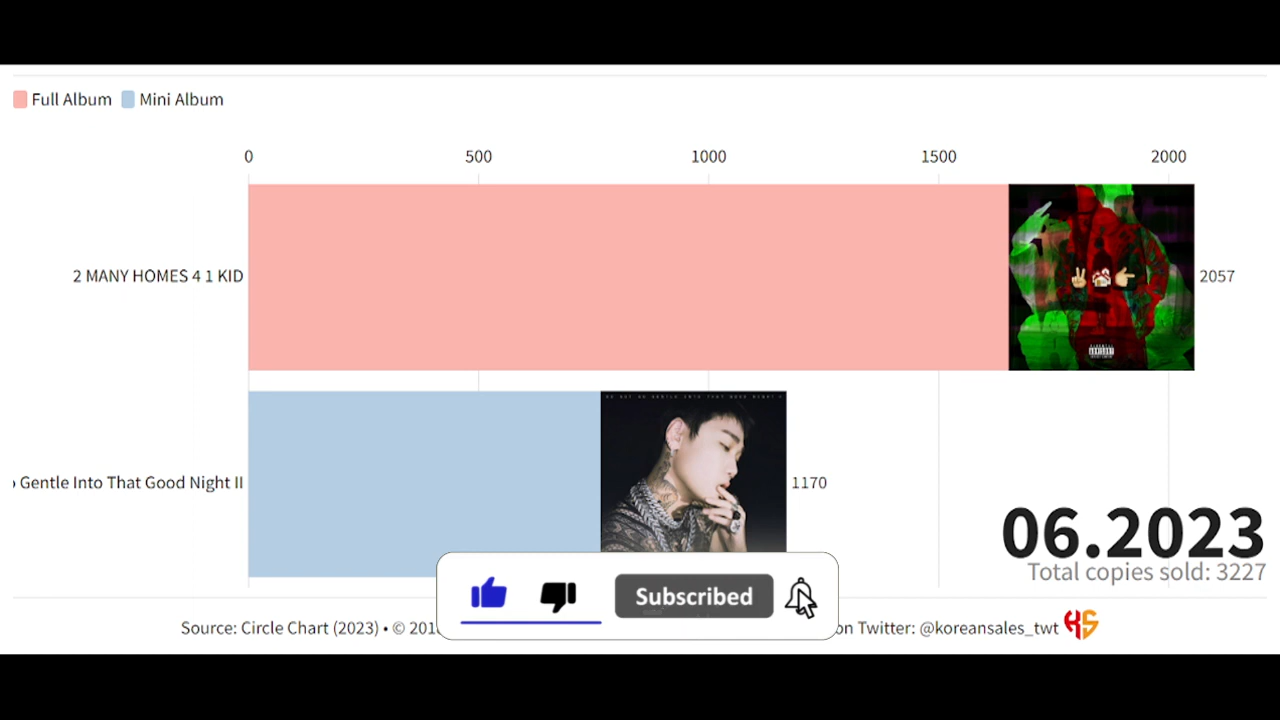 Full Album Mini Album
0 500 1000 1500 2000
2 MANY HOMES 4 1 KID
2057
Gentle Into That Good Night II
1170
06.2023
Total copies sold: 3227
Subscribed
Source: Circle Chart (2023) • © on Twitter: @koreansales_twt KS